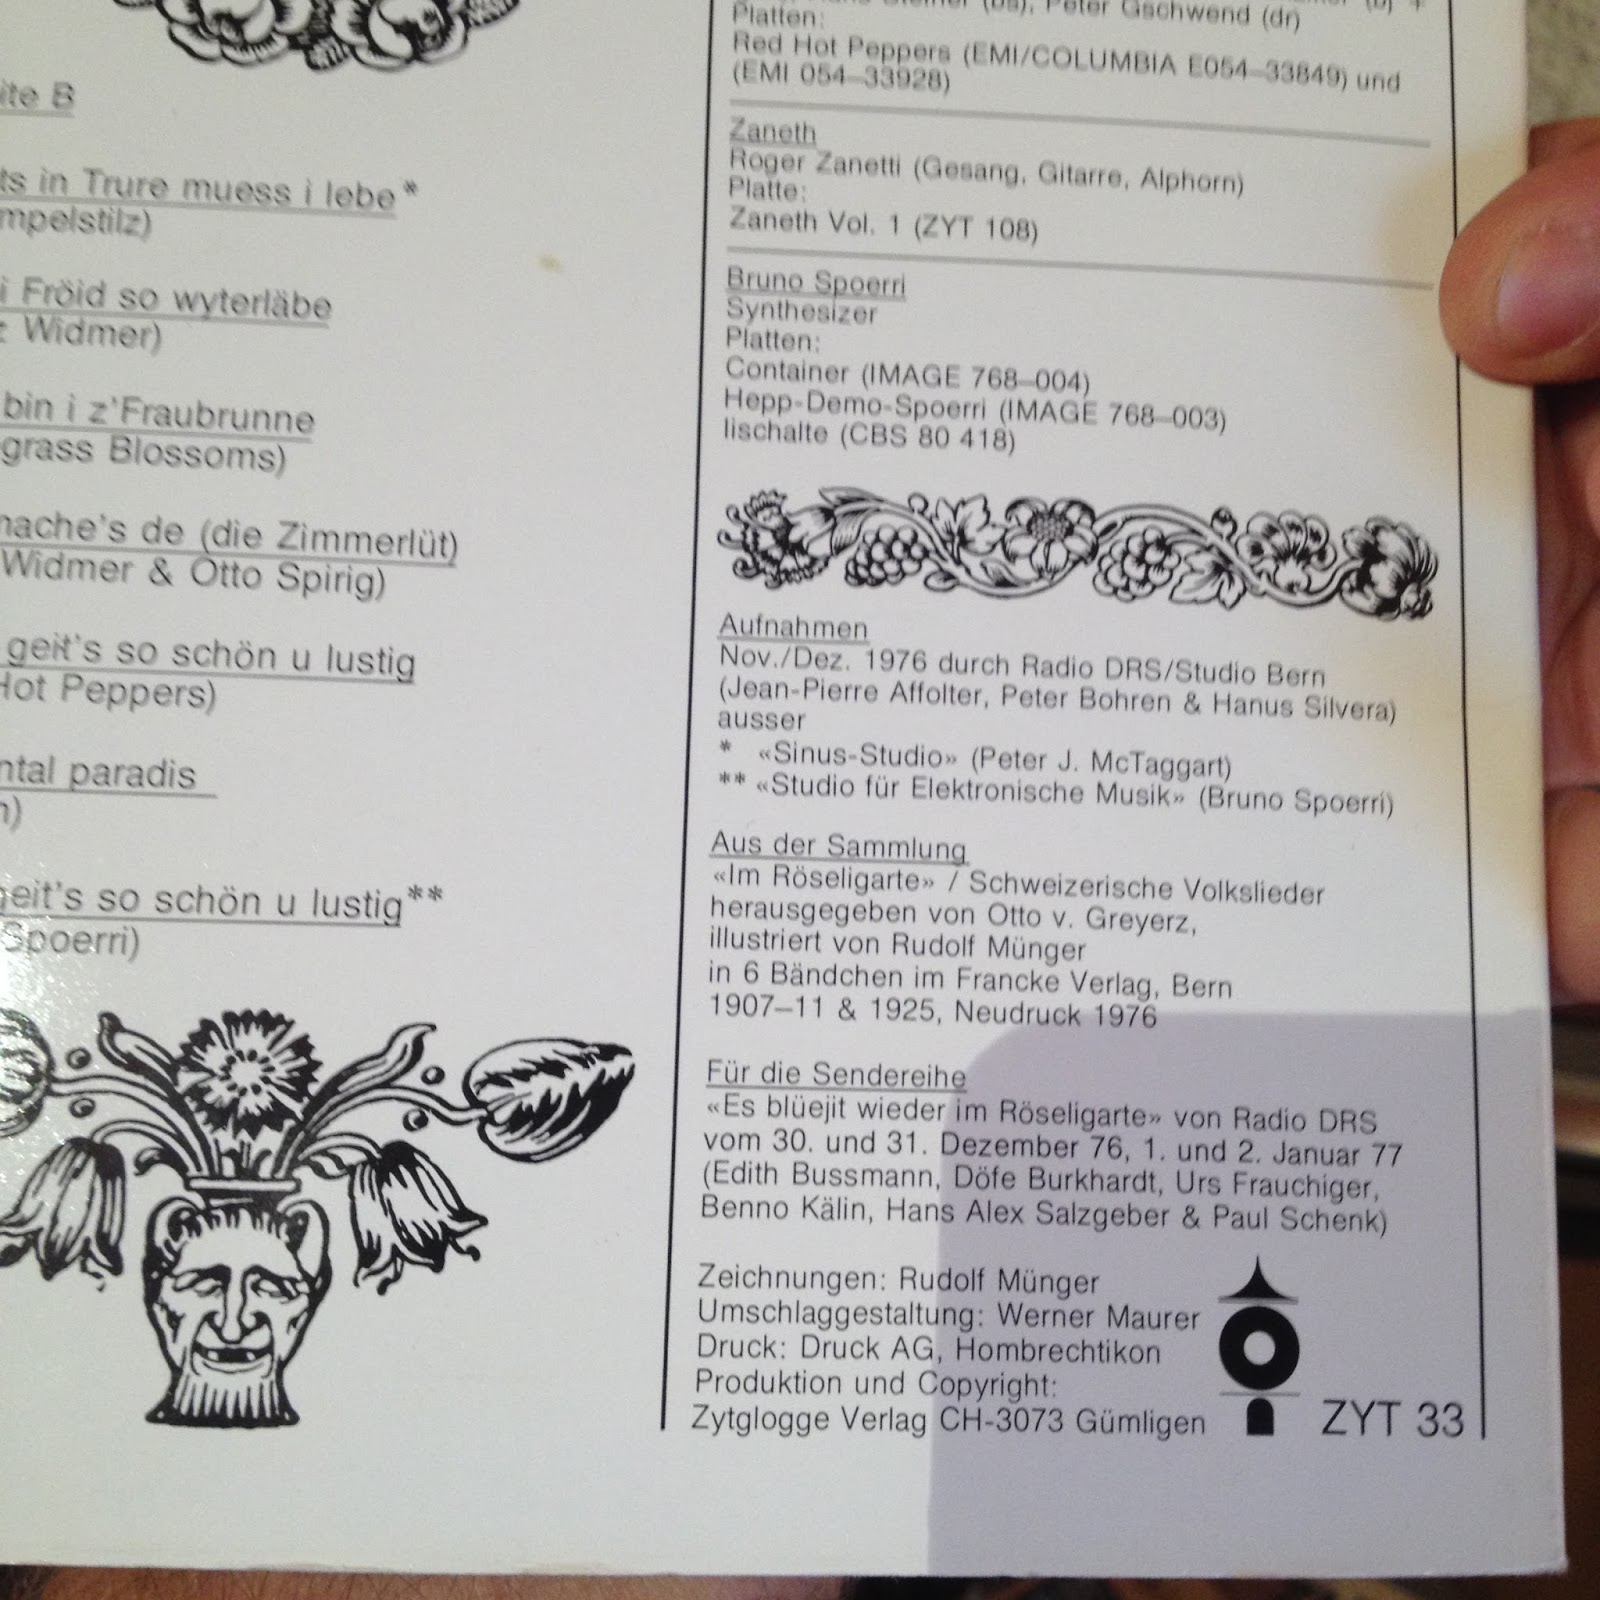 ite B
ts in Trure muess i lebe*
mpelstilz)
i Fröid so wyterläbe
Widmer)
bin i z'Fraubrunne
grass Blossoms)
mache's de (die Zimmerlüt)
Widmer & Otto Spirig)
geit's so schön u lustig
Hot Peppers)
ntal paradis
n)
geit's so schön u lustig**
Spoerri)
(bs), Peter Gschwend (dr)
Platten:
Red Hot Peppers (EMI/COLUMBIA E054–33849) und
(EMI 054–33928)
Zaneth
Roger Zanetti (Gesang, Gitarre, Alphorn)
Platte:
Zaneth Vol. 1 (ZYT 108)
Bruno Spoerri
Synthesizer
Platten:
Container (IMAGE 768–004)
Hepp-Demo-Spoerri (IMAGE 768–003)
Iischalte (CBS 80 418)
Aufnahmen
Nov./Dez. 1976 durch Radio DRS/Studio Bern
(Jean-Pierre Affolter, Peter Bohren & Hanus Silvera)
ausser
* «Sinus-Studio» (Peter J. McTaggart)
** «Studio für Elektronische Musik» (Bruno Spoerri)
Aus der Sammlung
«Im Röseligarte» / Schweizerische Volkslieder
herausgegeben von Otto v. Greyerz,
illustriert von Rudolf Münger
in 6 Bändchen im Francke Verlag, Bern
1907–11 & 1925, Neudruck 1976
Für die Sendereihe
«Es blüejit wieder im Röseligarte» von Radio DRS
vom 30. und 31. Dezember 76, 1. und 2. Januar 77
(Edith Bussmann, Döfe Burkhardt, Urs Frauchiger,
Benno Kälin, Hans Alex Salzgeber & Paul Schenk)
Zeichnungen: Rudolf Münger
Umschlaggestaltung: Werner Maurer
Druck: Druck AG, Hombrechtikon
Produktion und Copyright:
Zytglogge Verlag CH-3073 Gümligen
ZYT 33